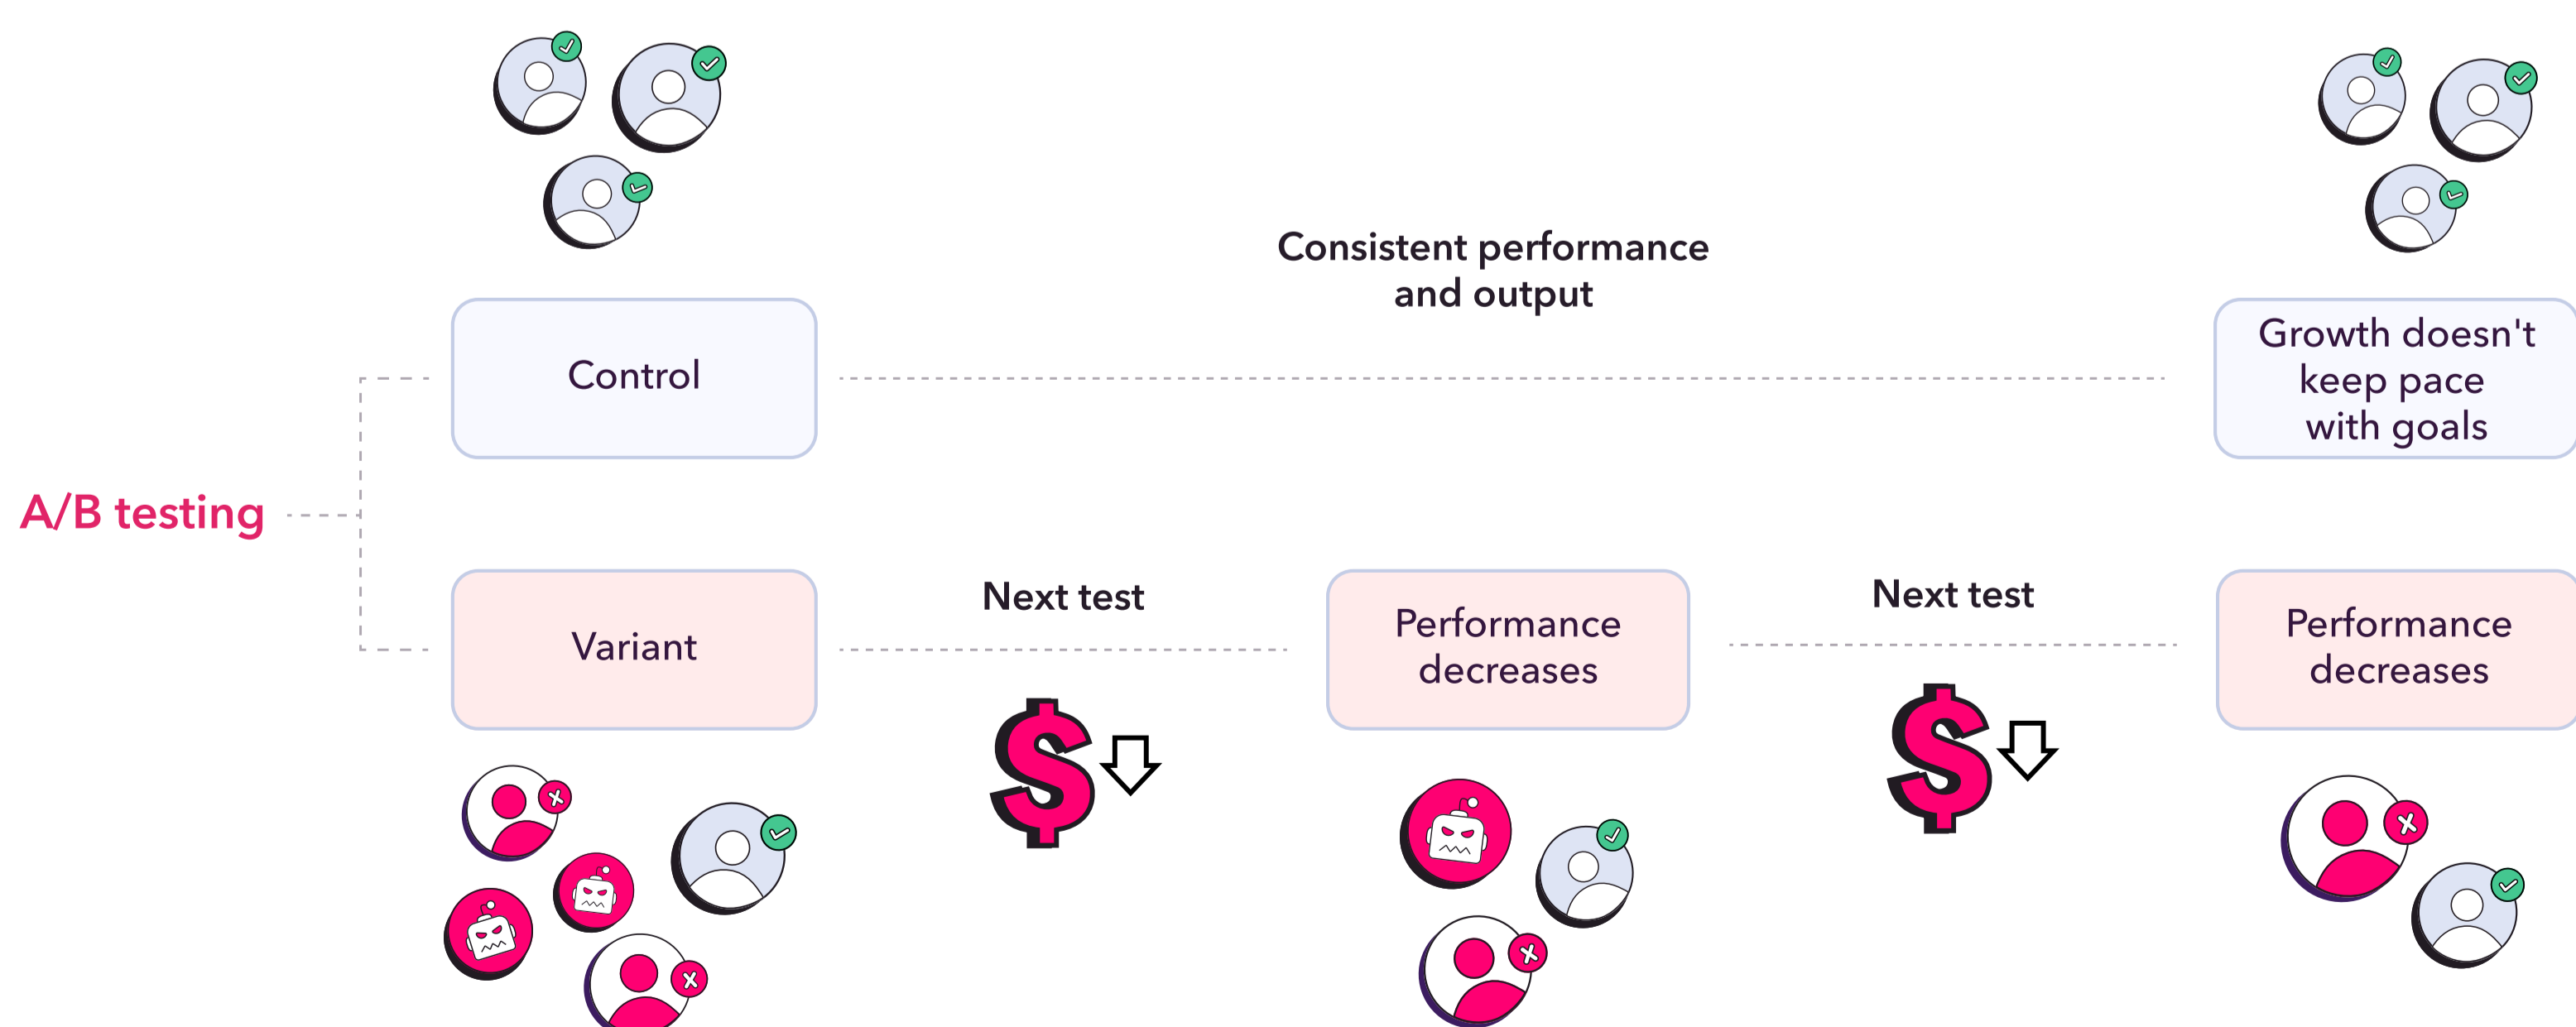 Consistent performance
and output
Control
Growth doesn't
keep pace
with goals
A/B testing
Variant
Next test
Performance
decreases
Next test
Performance
decreases
$
$